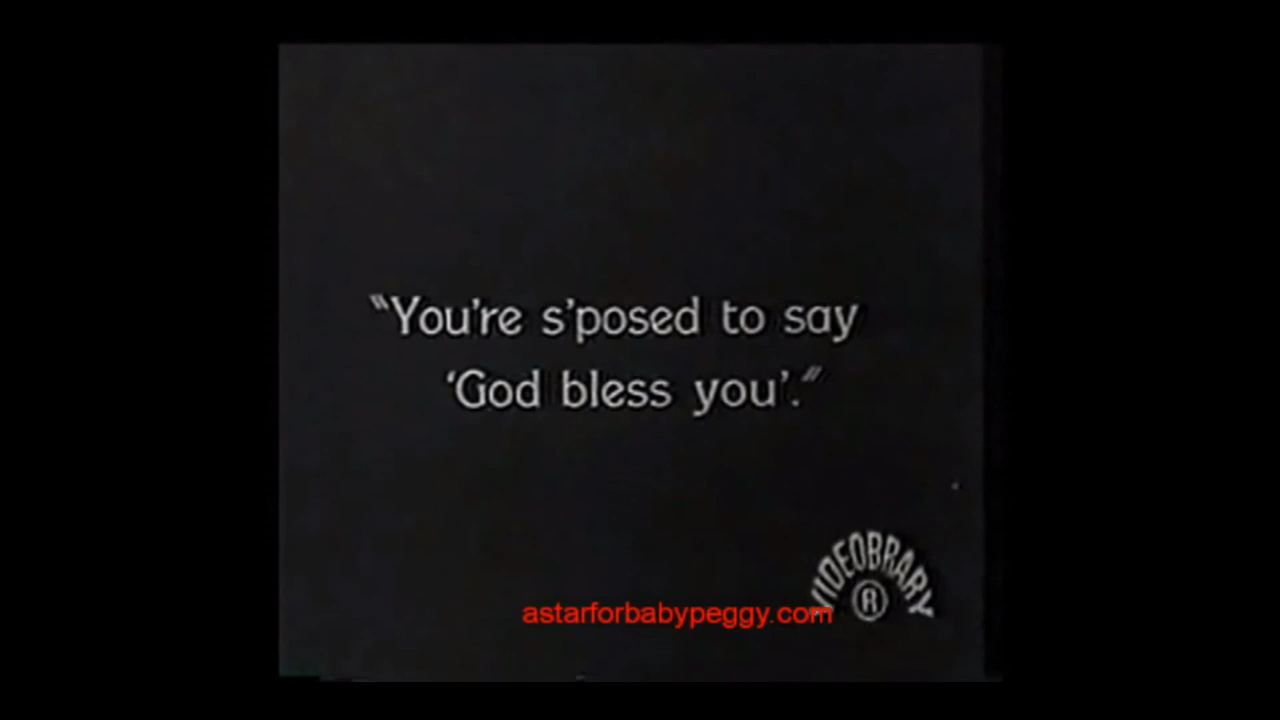 “You’re s’posed to say
‘God bless you’.”
VIDEOBRARY
®
astarforbabypeggy.com